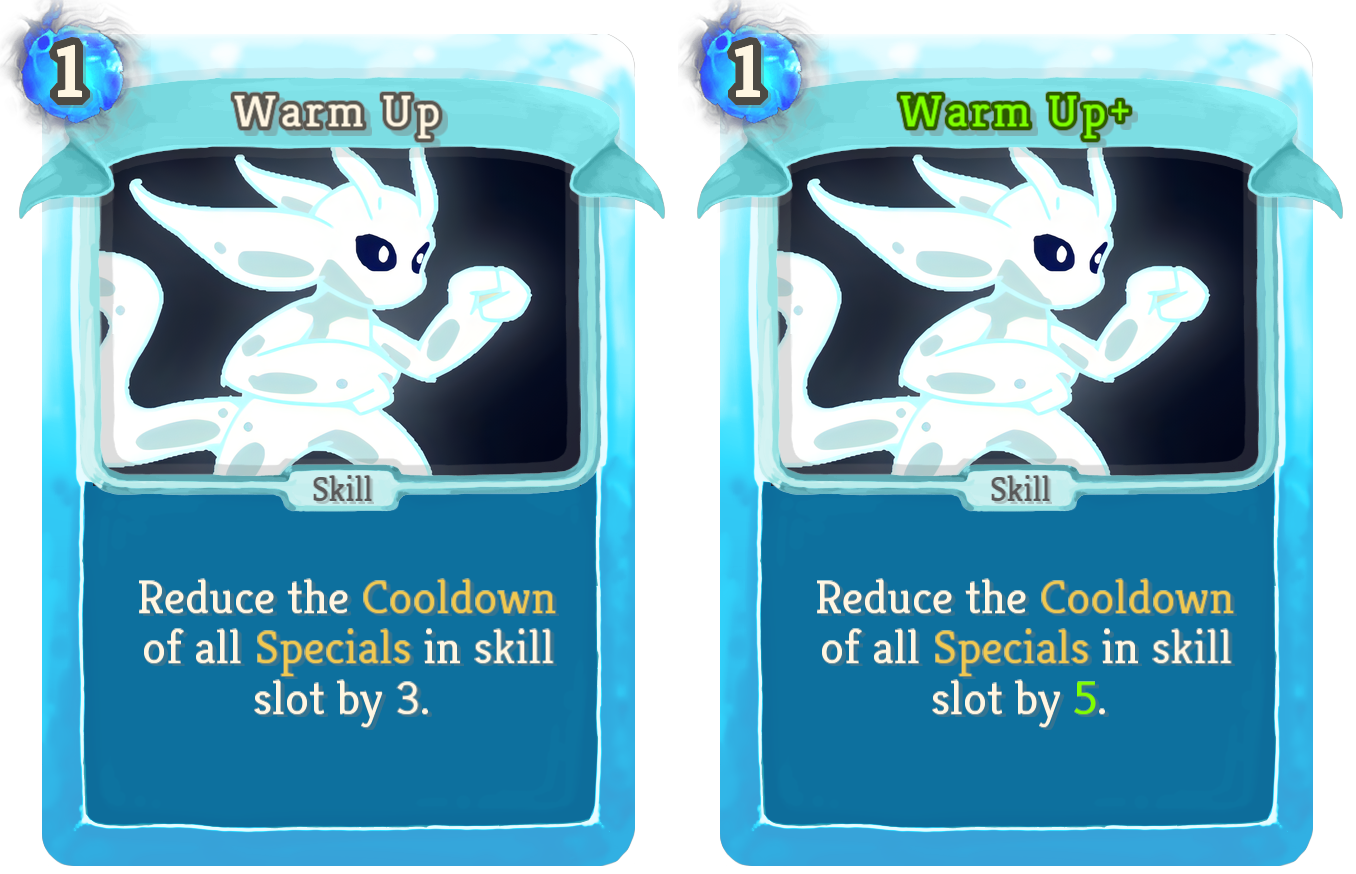 1
Warm Up
Skill
Reduce the Cooldown
of all Specials in skill
slot by 3.
1
Warm Up+
Skill
Reduce the Cooldown
of all Specials in skill
slot by 5.